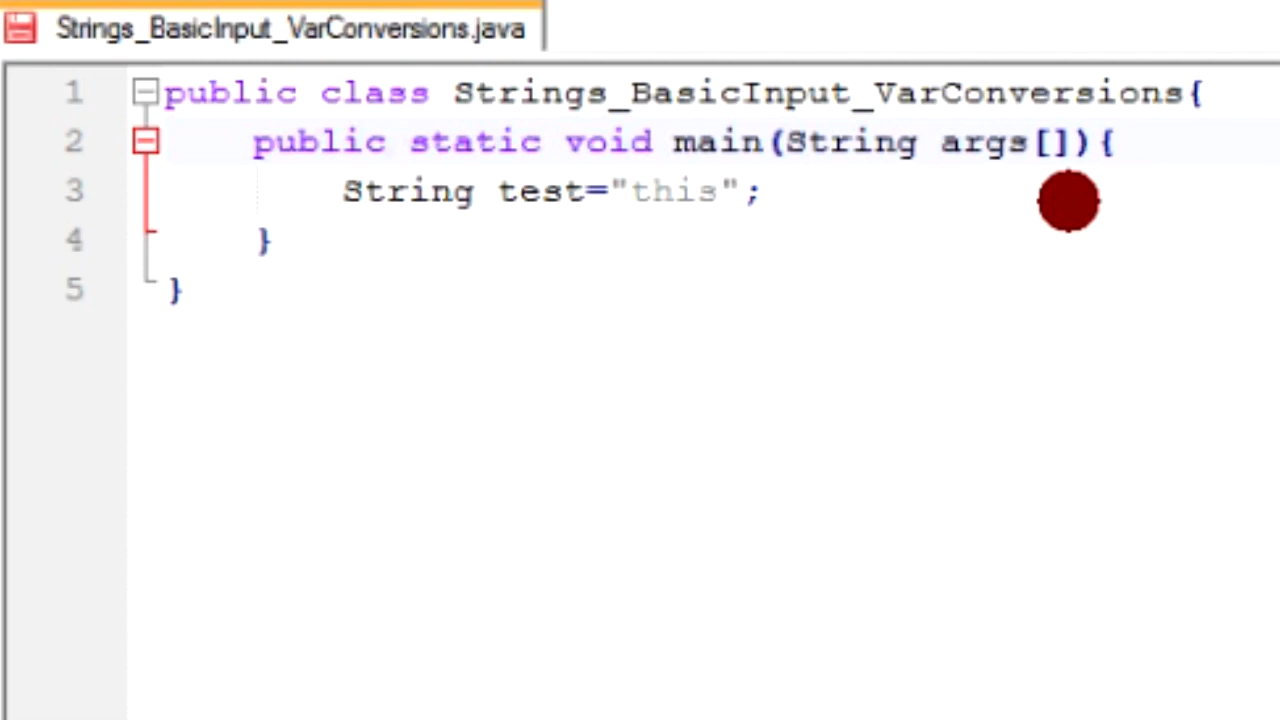 Strings_BasicInput_VarConversions.java
1 public class Strings_BasicInput_VarConversions{
2 public static void main(String args[]){
3 String test="this";
4 }
5 }